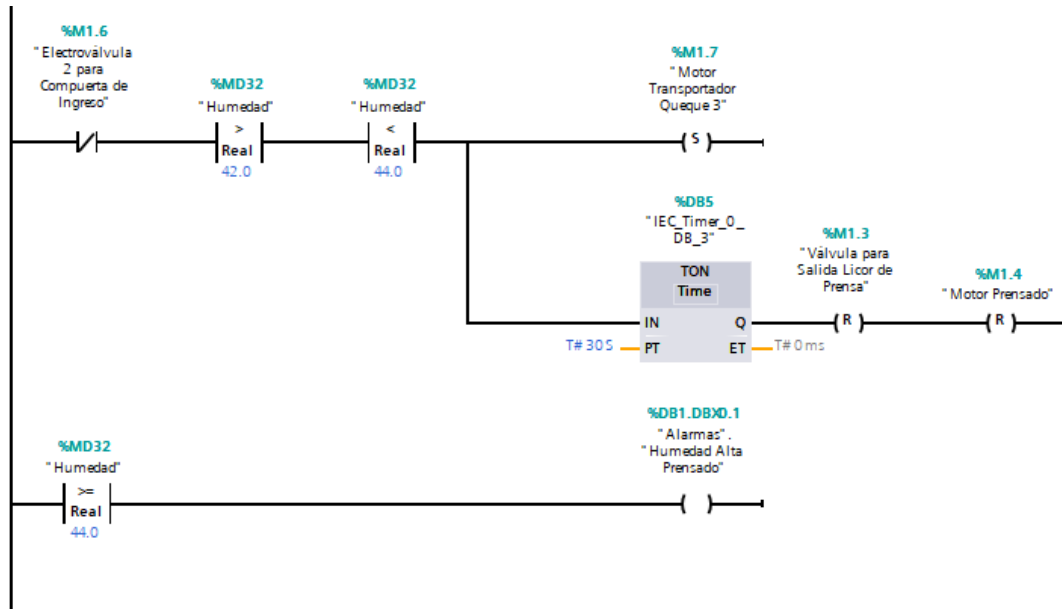 %M1.6
"Electroválvula
2 para
Compuerta de
Ingreso"
%MD32
"Humedad"
>
Real
42.0
%MD32
"Humedad"
<
Real
44.0
%M1.7
"Motor
Transportador
Queque 3"
S
%DB5
"IEC_Timer_0_
DB_3"
TON
Time
IN
Q
T#30S
PT
ET
T#0ms
%M1.3
"Válvula para
Salida Licor de
Prensa"
R
%M1.4
"Motor Prensado"
R
%MD32
"Humedad"
>=
Real
44.0
%DB1.DBX0.1
"Alarmas".
"Humedad Alta
Prensado"